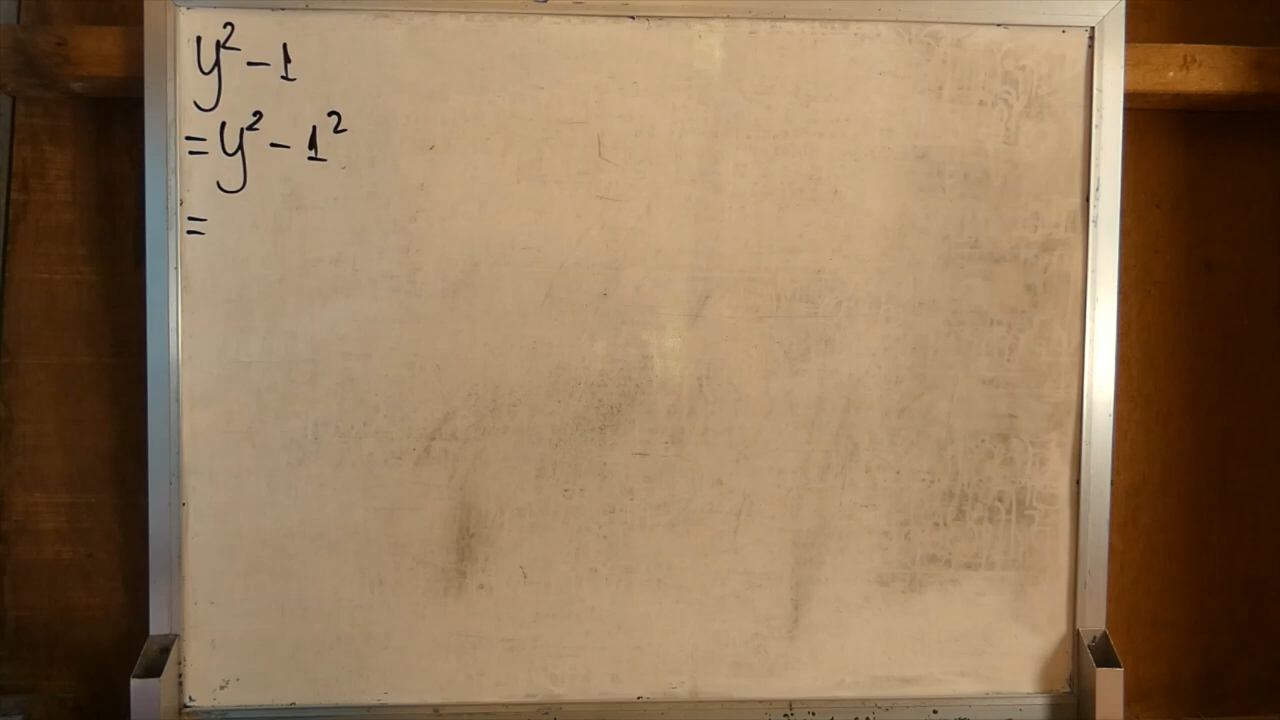 y² - 1
= y² - 1²
=